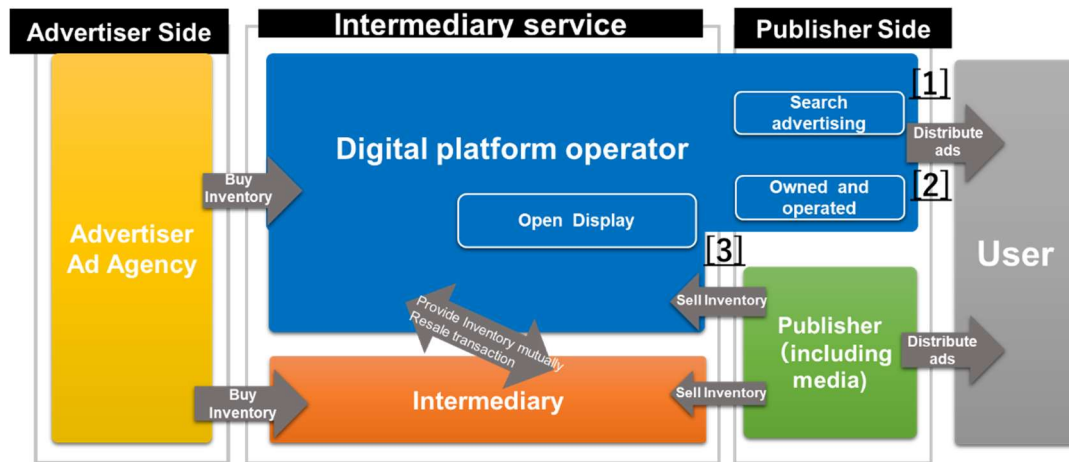 Advertiser Side
Intermediary service
Publisher Side
[1]
Search
advertising
Distribute
ads
Digital platform operator
Buy
Inventory
[2]
Owned and
operated
Open Display
Advertiser
Ad Agency
[3]
User
Sell Inventory
Provide Inventory mutually
Resale transaction
Publisher
(including
media)
Distribute
ads
Buy
Inventory
Intermediary
Sell Inventory